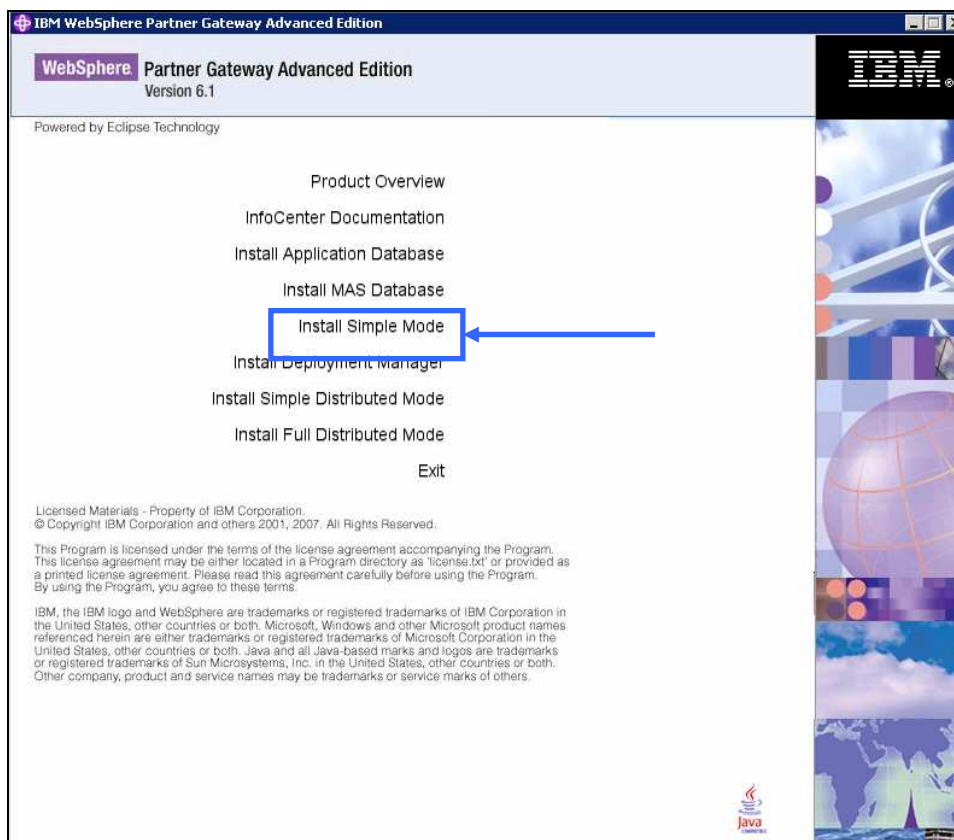 IBM WebSphere Partner Gateway Advanced Edition
WebSphere. Partner Gateway Advanced Edition
Version 6.1
IBM®
Powered by Eclipse Technology
Product Overview
InfoCenter Documentation
Install Application Database
Install MAS Database
Install Simple Mode
Install Deployment Manager
Install Simple Distributed Mode
Install Full Distributed Mode
Exit
Licensed Materials - Property of IBM Corporation.
© Copyright IBM Corporation and others 2001, 2007. All Rights Reserved.
This Program is licensed under the terms of the license agreement accompanying the Program.
This license agreement may be either located in a Program directory as 'license.txt' or provided as
a printed license agreement. Please read this agreement carefully before using the Program.
By using the Program, you agree to these terms.
IBM, the IBM logo and WebSphere are trademarks or registered trademarks of IBM Corporation in
the United States, other countries or both. Microsoft, Windows and other Microsoft product names
referenced herein are either trademarks or registered trademarks of Microsoft Corporation in the
United States, other countries or both. Java and all Java-based marks and logos are trademarks
or registered trademarks of Sun Microsystems, Inc. in the United States, other countries or both.
Other company, product and service names may be trademarks or service marks of others.
Java
COMPATIBLE